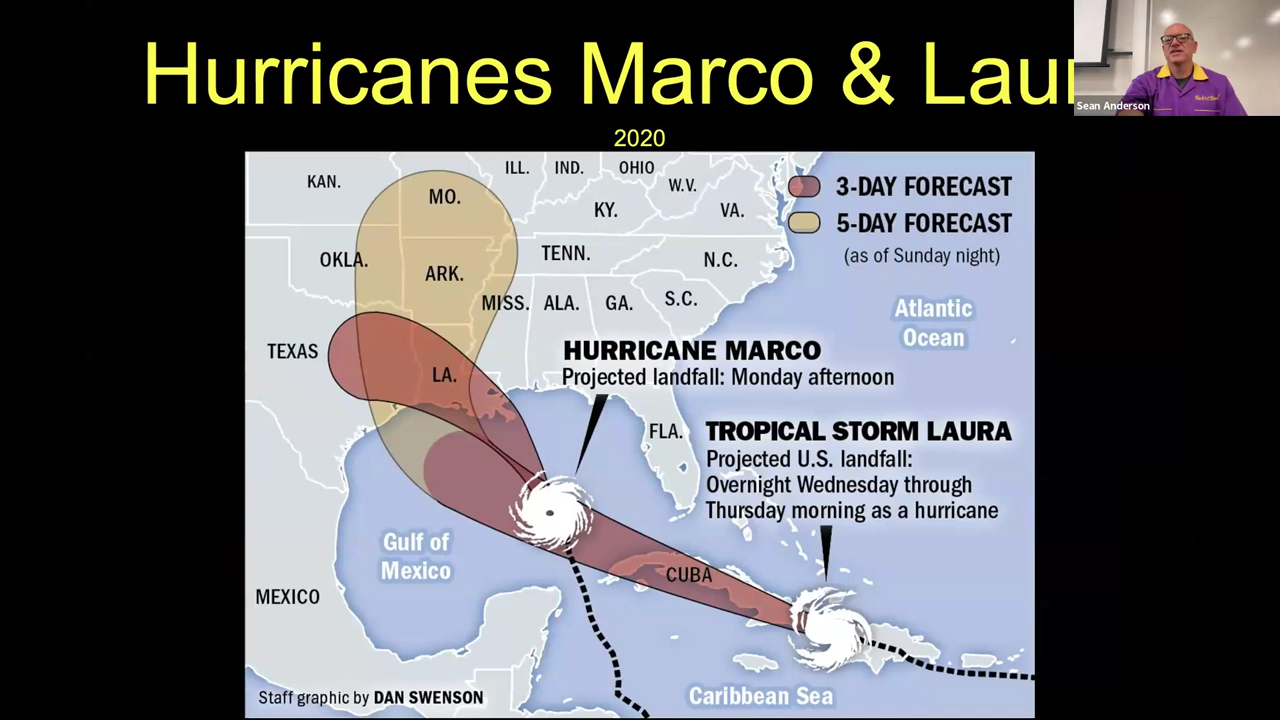 Hurricanes Marco & Lau
Sean Anderson
2020
KAN.
ILL.
IND.
OHIO
W.V.
MO.
KY.
VA.
3-DAY FORECAST
5-DAY FORECAST
(as of Sunday night)
OKLA.
ARK.
TENN.
N.C.
MISS.
ALA.
GA.
S.C.
Atlantic
Ocean
TEXAS
LA.
HURRICANE MARCO
Projected landfall: Monday afternoon
FLA.
TROPICAL STORM LAURA
Projected U.S. landfall:
Overnight Wednesday through
Thursday morning as a hurricane
Gulf of
Mexico
CUBA
MEXICO
Staff graphic by DAN SWENSON
Caribbean Sea